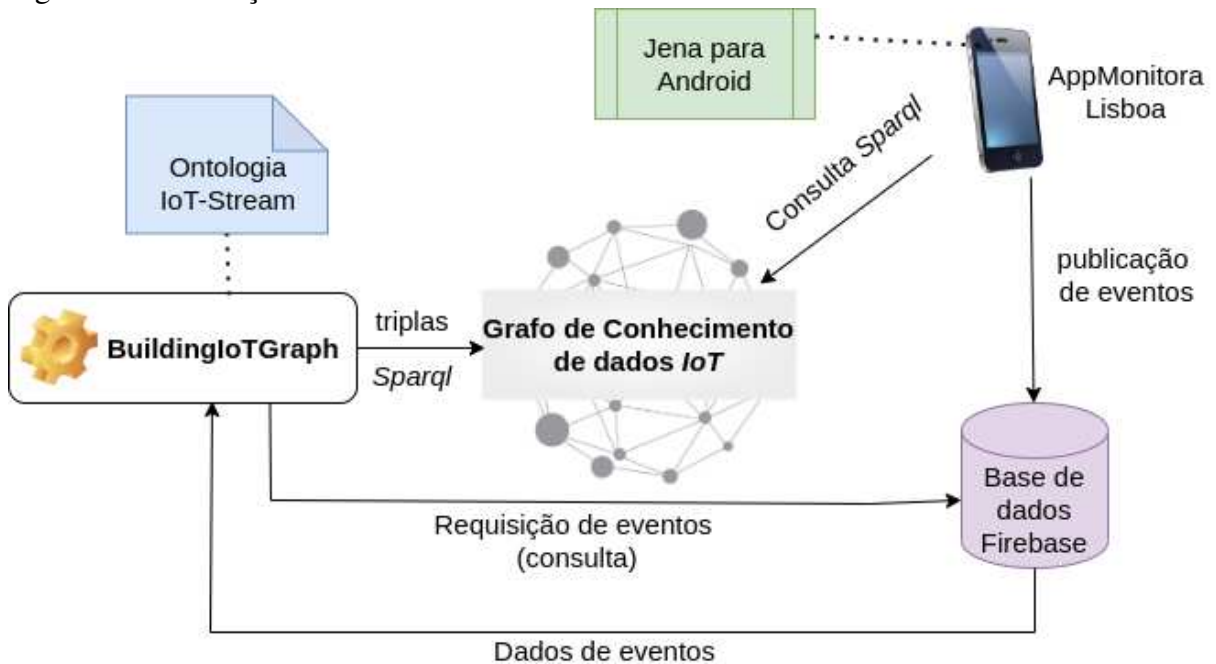 Jena para
Android
AppMonitora
Lisboa
Ontologia
IoT-Stream
Consulta Sparql
publicação
de eventos
BuildingIoTGraph
triplas
Sparql
Grafo de Conhecimento
de dados IoT
Base de
dados
Firebase
Requisição de eventos
(consulta)
Dados de eventos